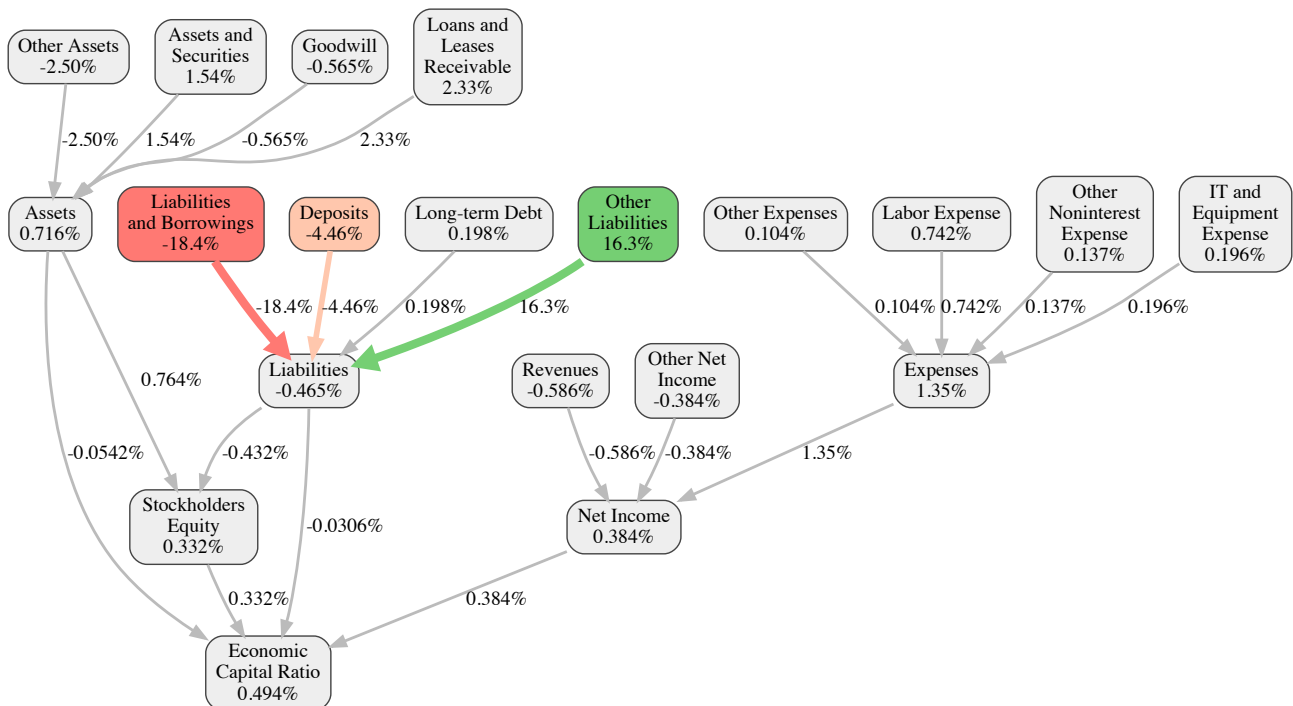 Other Assets
-2.50%
Assets and
Securities
1.54%
Goodwill
-0.565%
Loans and
Leases
Receivable
2.33%
-2.50%
1.54%
-0.565%
2.33%
Assets
0.716%
Liabilities
and Borrowings
-18.4%
Deposits
-4.46%
Long-term Debt
0.198%
Other
Liabilities
16.3%
Other Expenses
0.104%
Labor Expense
0.742%
Other
Noninterest
Expense
0.137%
IT and
Equipment
Expense
0.196%
-18.4%
-4.46%
0.198%
16.3%
0.104%
0.742%
0.137%
0.196%
Liabilities
-0.465%
Revenues
-0.586%
Other Net
Income
-0.384%
Expenses
1.35%
0.764%
-0.0542%
-0.432%
-0.586%
-0.384%
1.35%
Stockholders
Equity
0.332%
-0.0306%
Net Income
0.384%
0.332%
0.384%
Economic
Capital Ratio
0.494%